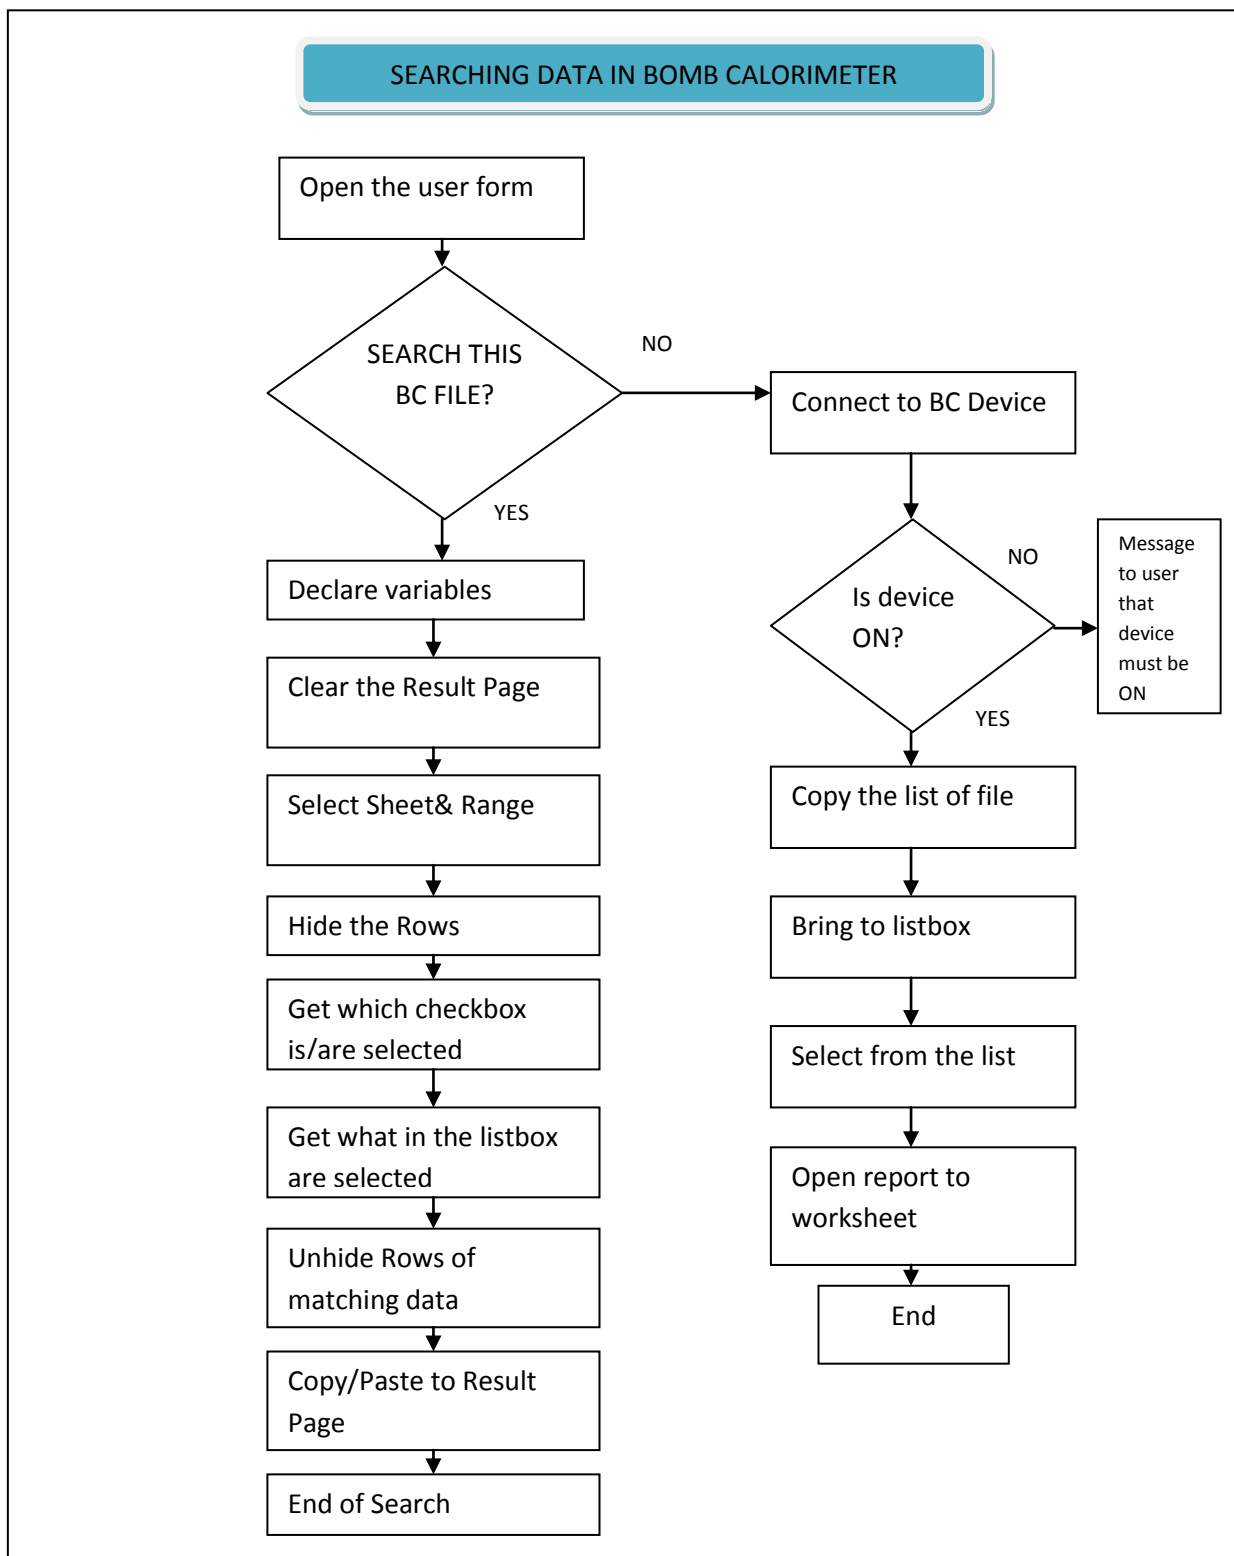 SEARCHING DATA IN BOMB CALORIMETER
Open the user form
SEARCH THIS
BC FILE?
NO
YES
Connect to BC Device
Is device
ON?
NO
YES
Message
to user
that
device
must be
ON
Declare variables
Clear the Result Page
Select Sheet& Range
Hide the Rows
Get which checkbox
is/are selected
Get what in the listbox
are selected
Unhide Rows of
matching data
Copy/Paste to Result
Page
End of Search
Copy the list of file
Bring to listbox
Select from the list
Open report to
worksheet
End